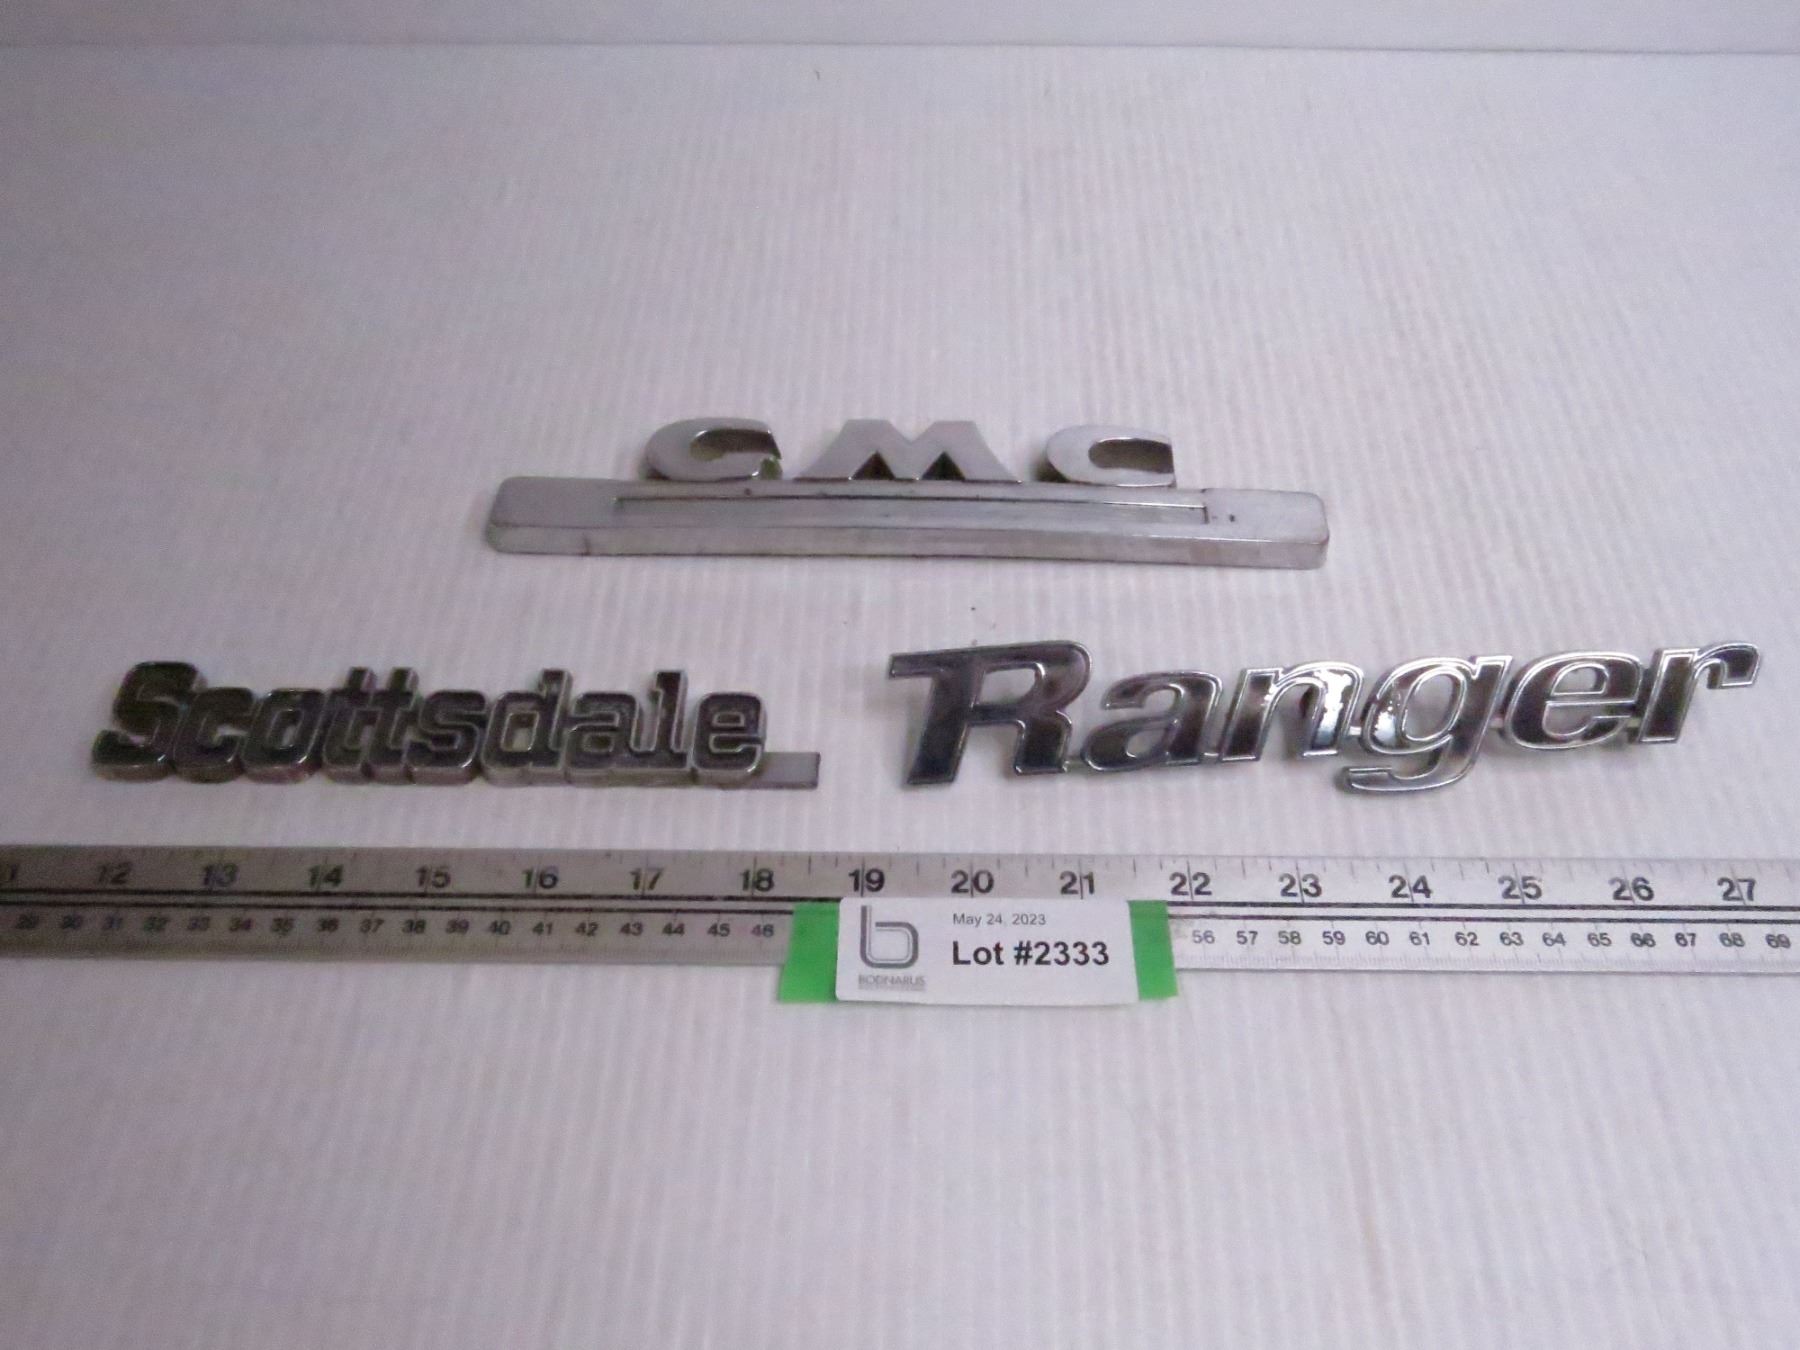 GMC
Scottsdale
Ranger
12 13 14 15 16 17 18 19 20 21 22 23 24 25 26 27
29 30 31 32 33 34 35 36 37 38 39 40 41 42 43 44 45 46 56 57 58 59 60 61 62 63 64 65 66 67 68 69
May 24, 2023
Lot #2333
b
BODNARUS